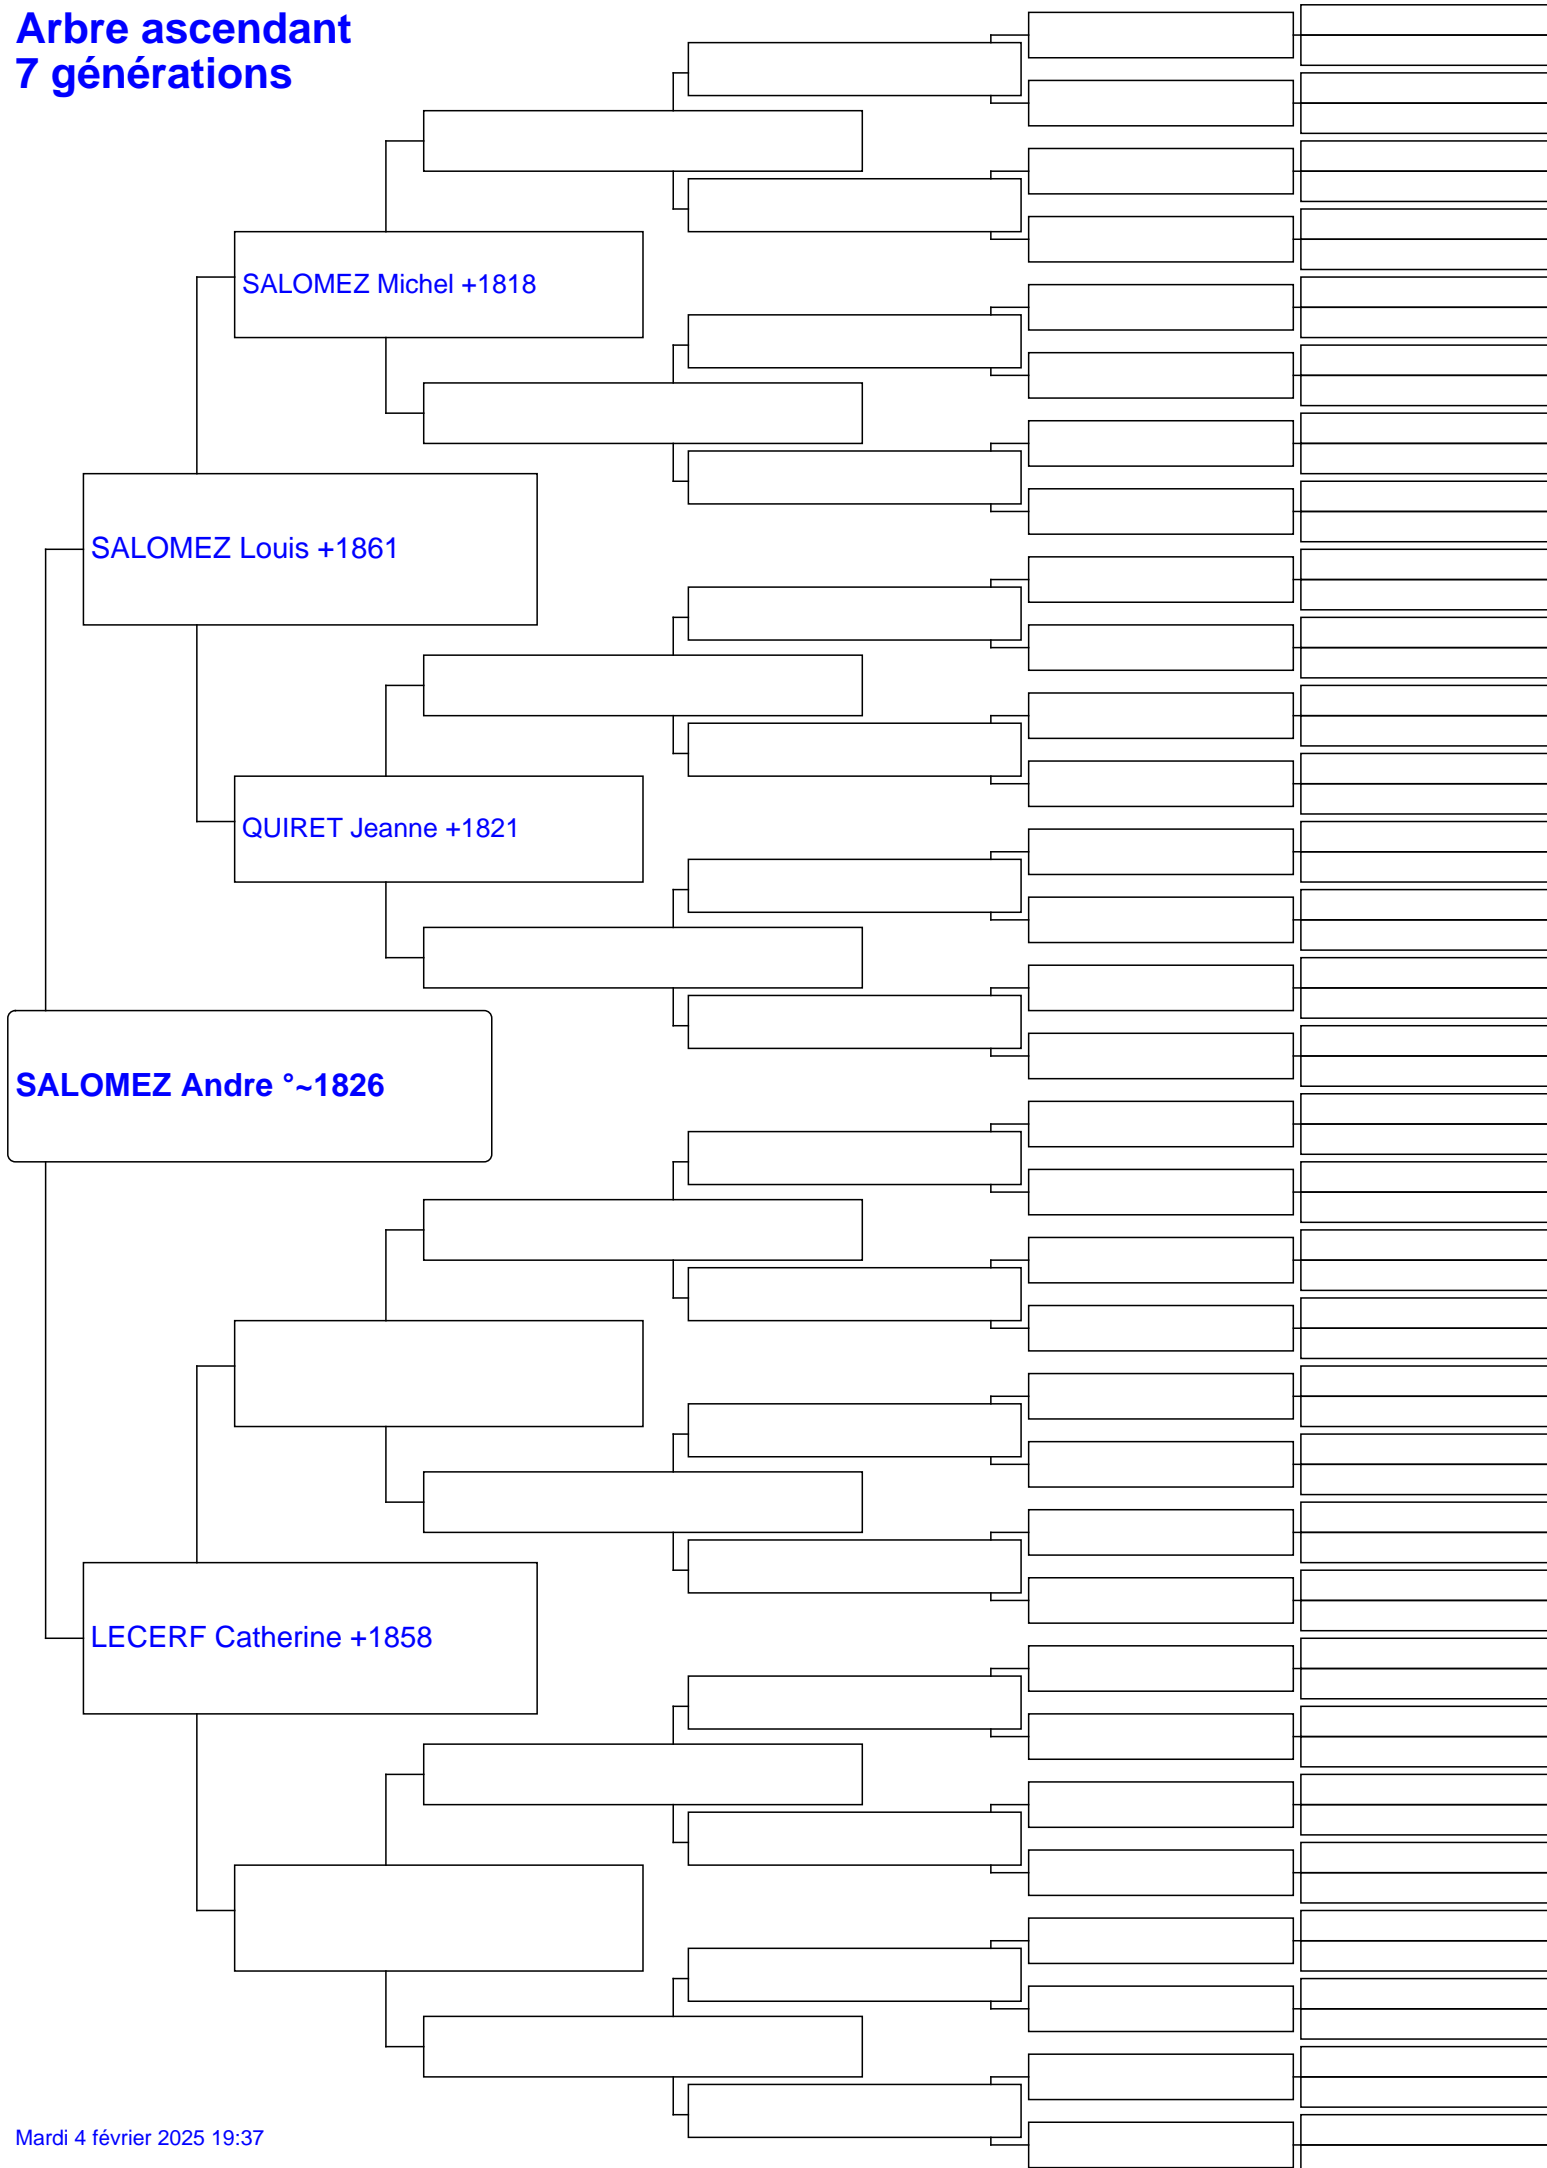 Arbre ascendant
7 générations
SALOMEZ Michel +1818
SALOMEZ Louis +1861
QUIRET Jeanne +1821
SALOMEZ Andre °~1826
LECERF Catherine +1858
Mardi 4 février 2025 19:37